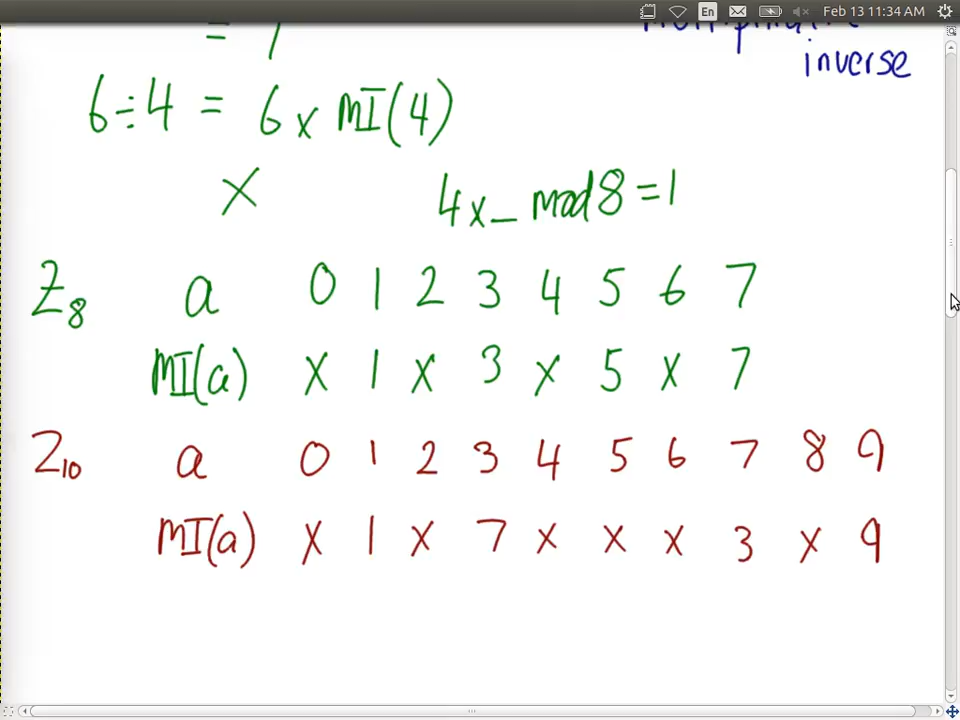 En Feb 13 11:34 AM
inverse
6 ÷ 4 = 6 x MI(4)
X 4x_ mod 8 = 1
Z8 a 0 1 2 3 4 5 6 7
MI(a) X 1 X 3 X 5 X 7
Z10 a 0 1 2 3 4 5 6 7 8 9
MI(a) X 1 X 7 X X X 3 X 9